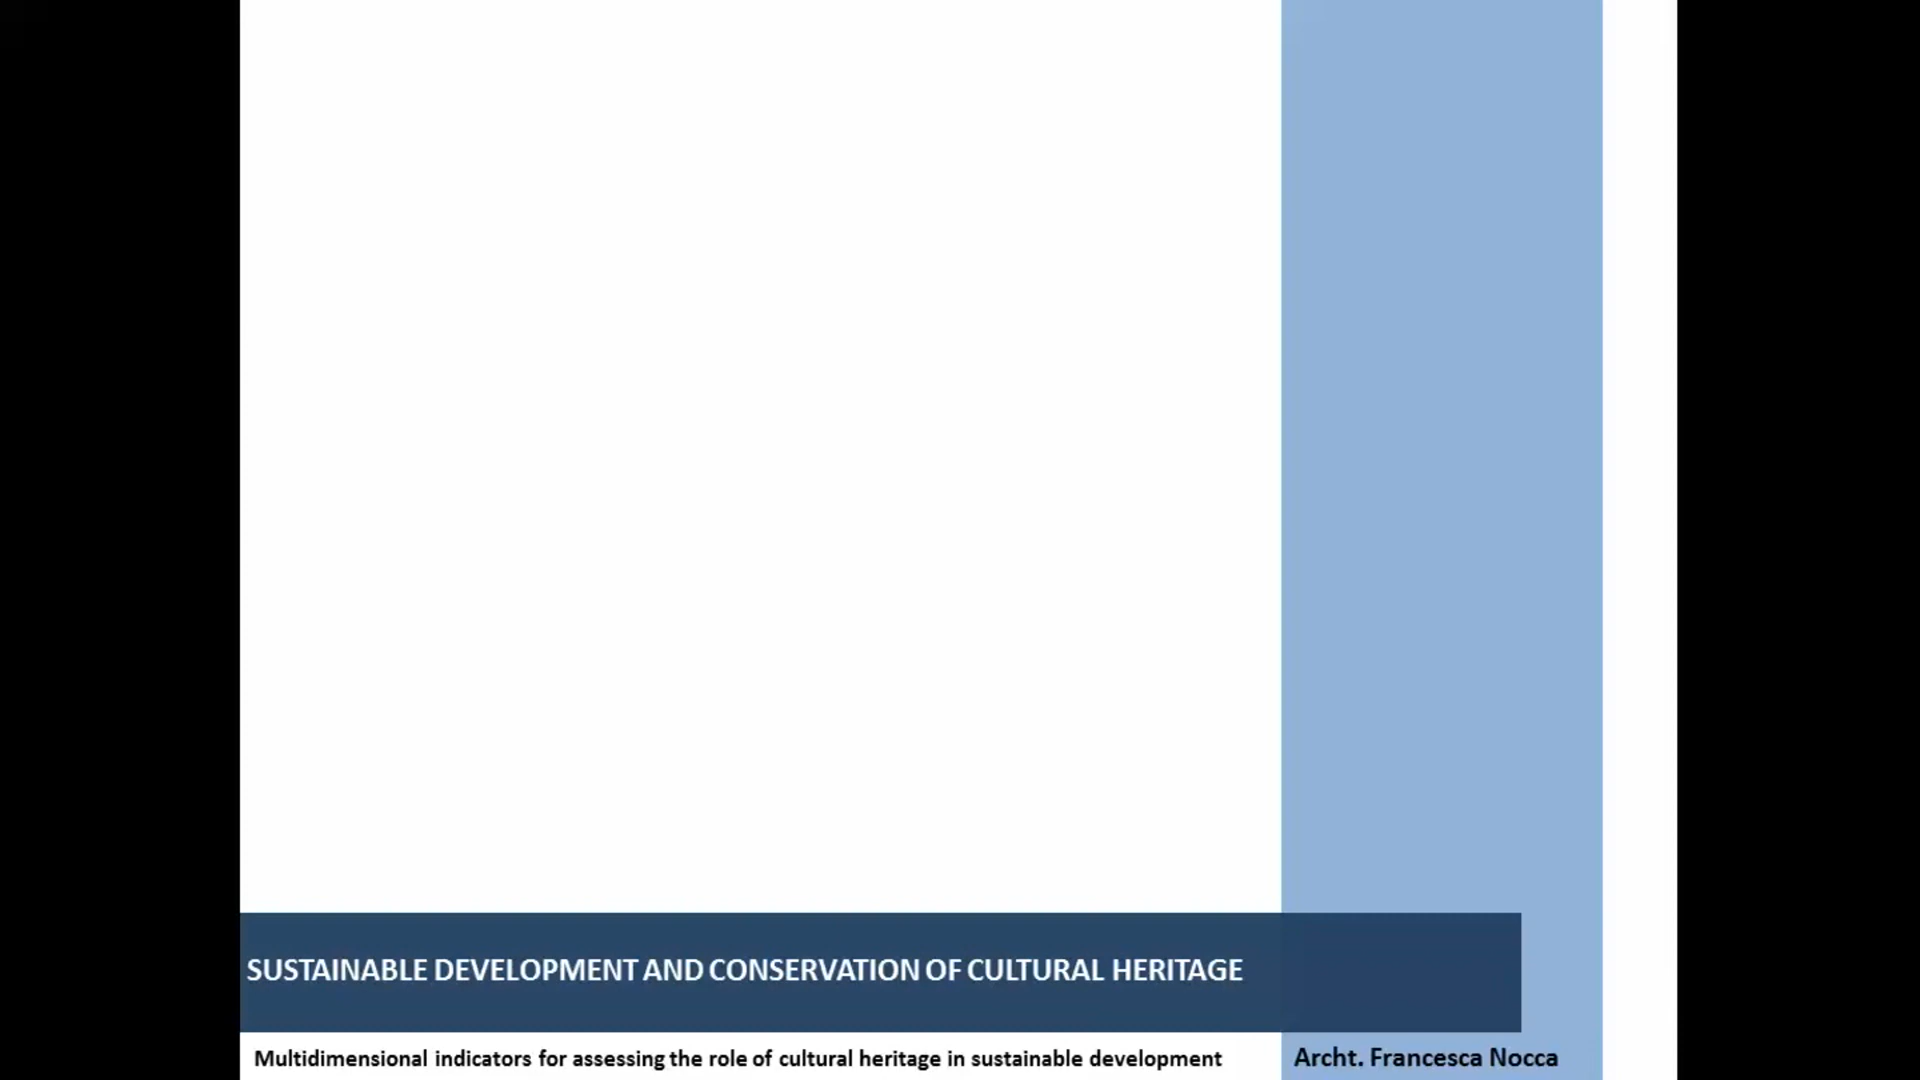 SUSTAINABLE DEVELOPMENT AND CONSERVATION OF CULTURAL HERITAGE
Multidimensional indicators for assessing the role of cultural heritage in sustainable development
Archt. Francesca Nocca